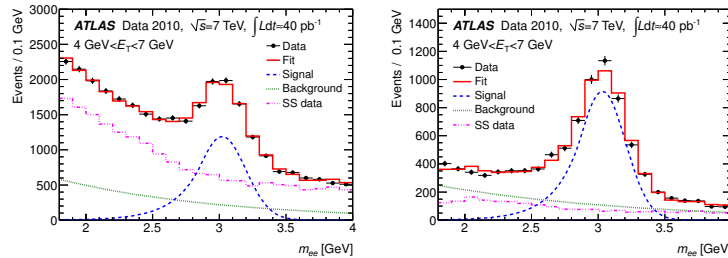 ATLAS Data 2010, √s=7 TeV, ∫Ldt≃40 pb⁻¹
4 GeV<E_T<7 GeV
Data
Fit
Signal
Background
SS data
Events / 0.1 GeV
3000
2500
2000
1500
1000
500
0
2
2.5
3
3.5
4
m_ee [GeV]
ATLAS Data 2010, √s=7 TeV, ∫Ldt≃40 pb⁻¹
4 GeV<E_T<7 GeV
Data
Fit
Signal
Background
SS data
Events / 0.1 GeV
1400
1200
1000
800
600
400
200
0
2
2.5
3
3.5
4
m_ee [GeV]